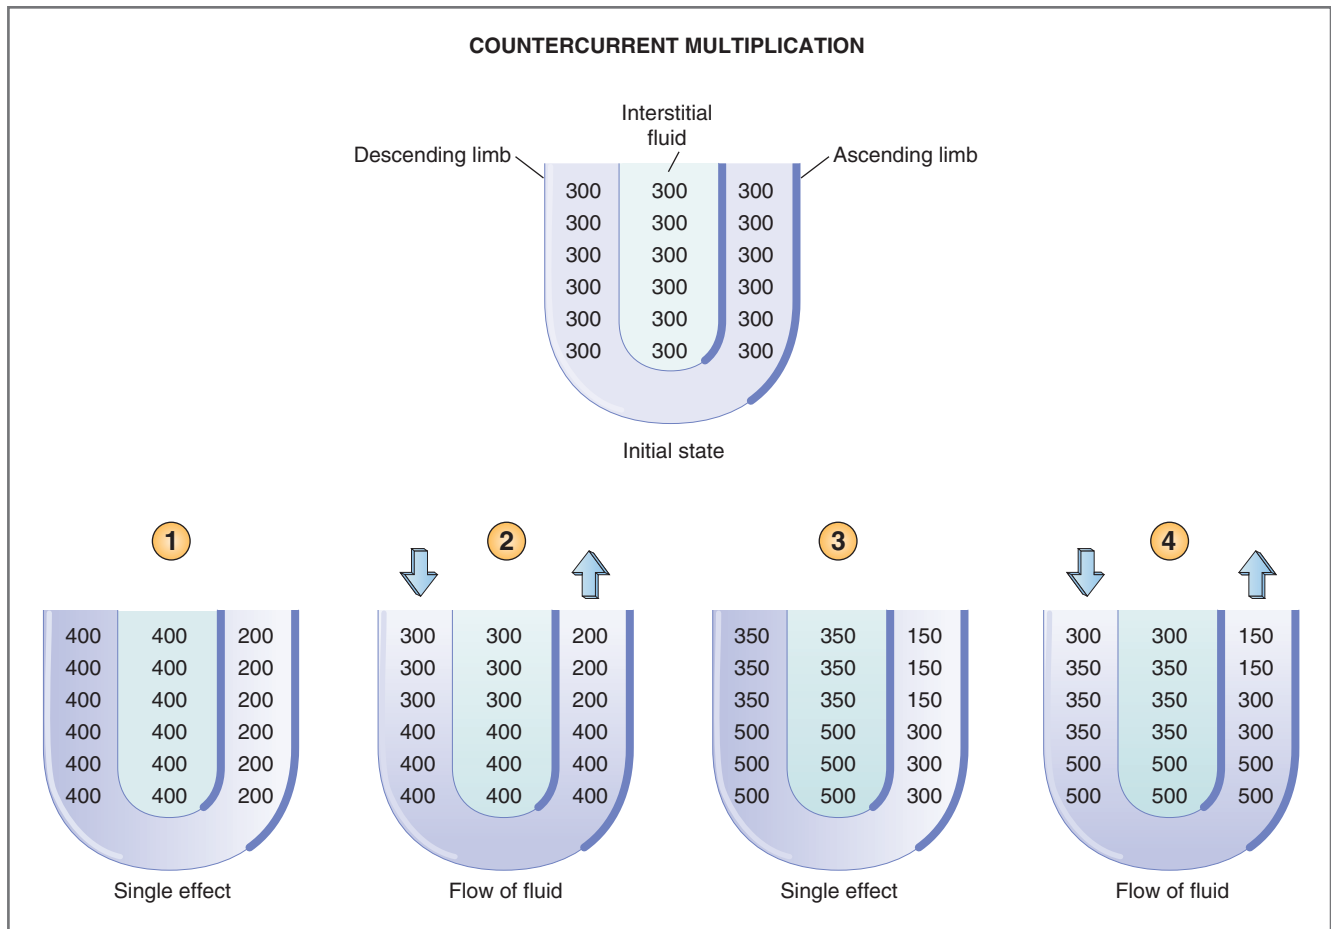 COUNTERCURRENT MULTIPLICATION
Interstitial
fluid
Descending limb
Ascending limb
300 300 300
300 300 300
300 300 300
300 300 300
300 300 300
300 300 300
Initial state
1
400 400 200
400 400 200
400 400 200
400 400 200
400 400 200
400 400 200
Single effect
2
300 300 200
300 300 200
300 300 200
400 400 400
400 400 400
400 400 400
Flow of fluid
3
350 350 150
350 350 150
350 350 150
500 500 300
500 500 300
500 500 300
Single effect
4
300 300 150
350 350 150
350 350 300
350 350 300
500 500 500
500 500 500
Flow of fluid